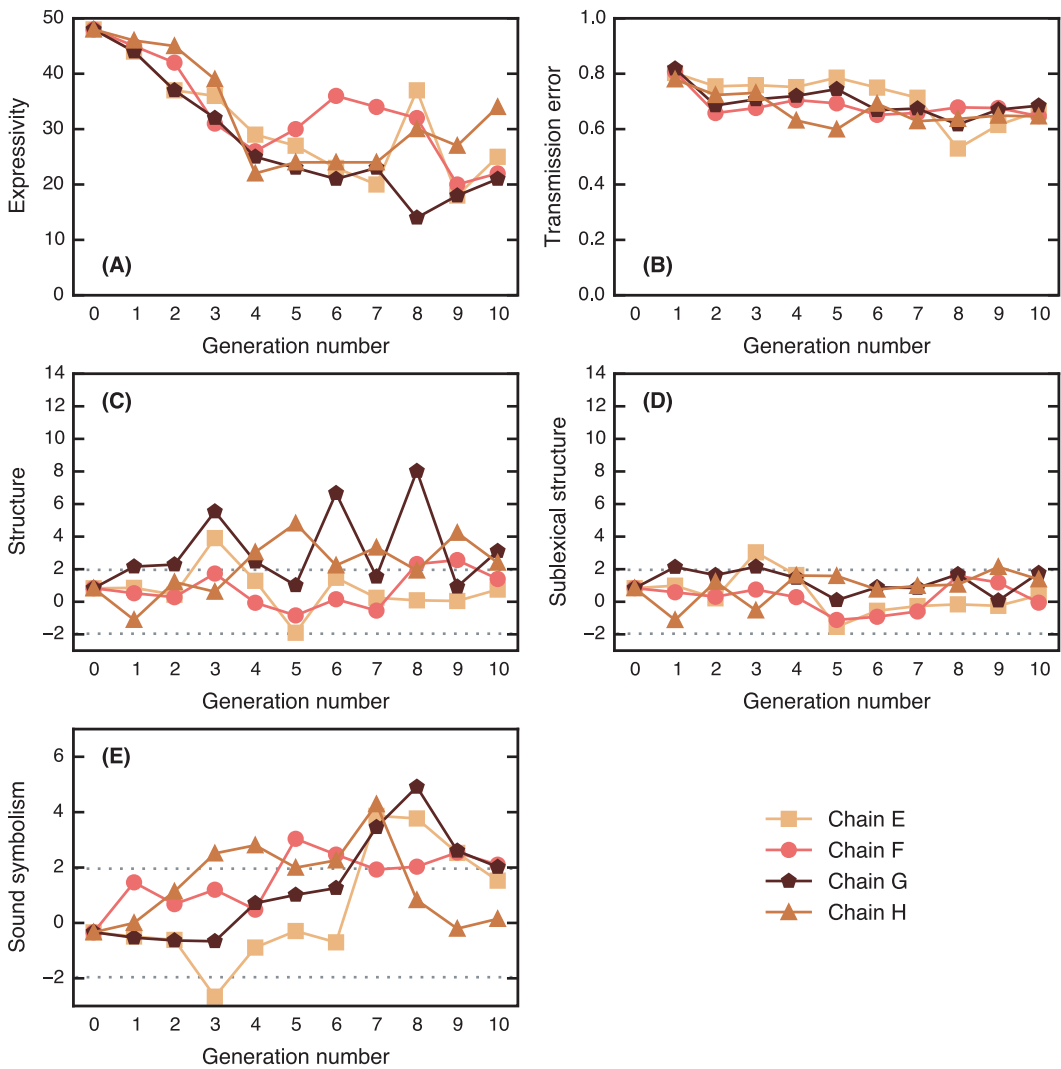 50
40
30
20
10
0
Expressivity
(A)
0 1 2 3 4 5 6 7 8 9 10
Generation number
1.0
0.8
0.6
0.4
0.2
0.0
Transmission error
(B)
0 1 2 3 4 5 6 7 8 9 10
Generation number
14
12
10
8
6
4
2
0
−2
Structure
(C)
0 1 2 3 4 5 6 7 8 9 10
Generation number
14
12
10
8
6
4
2
0
−2
Sublexical structure
(D)
0 1 2 3 4 5 6 7 8 9 10
Generation number
6
4
2
0
−2
Sound symbolism
(E)
0 1 2 3 4 5 6 7 8 9 10
Generation number
Chain E
Chain F
Chain G
Chain H